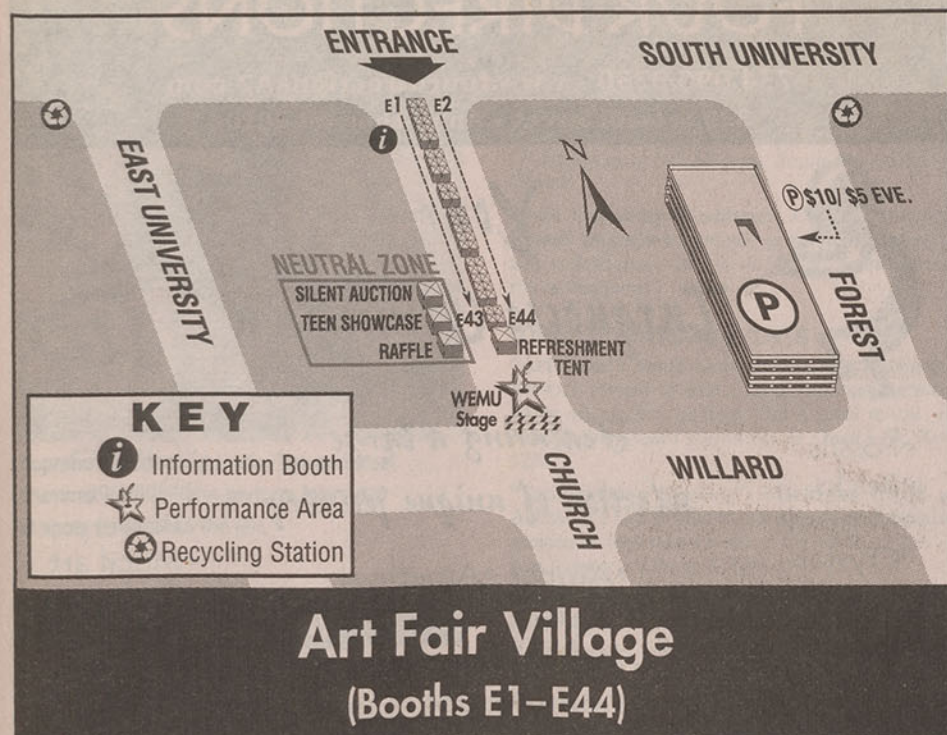 ENTRANCE
SOUTH UNIVERSITY
E1 E2
i
EAST UNIVERSITY
N
P $10/ $5 EVE.
NEUTRAL ZONE
SILENT AUCTION
TEEN SHOWCASE
RAFFLE
E43 E44
REFRESHMENT
TENT
P
FOREST
WEMU
Stage
CHURCH
WILLARD
KEY
i Information Booth
Performance Area
Recycling Station
Art Fair Village
(Booths E1–E44)